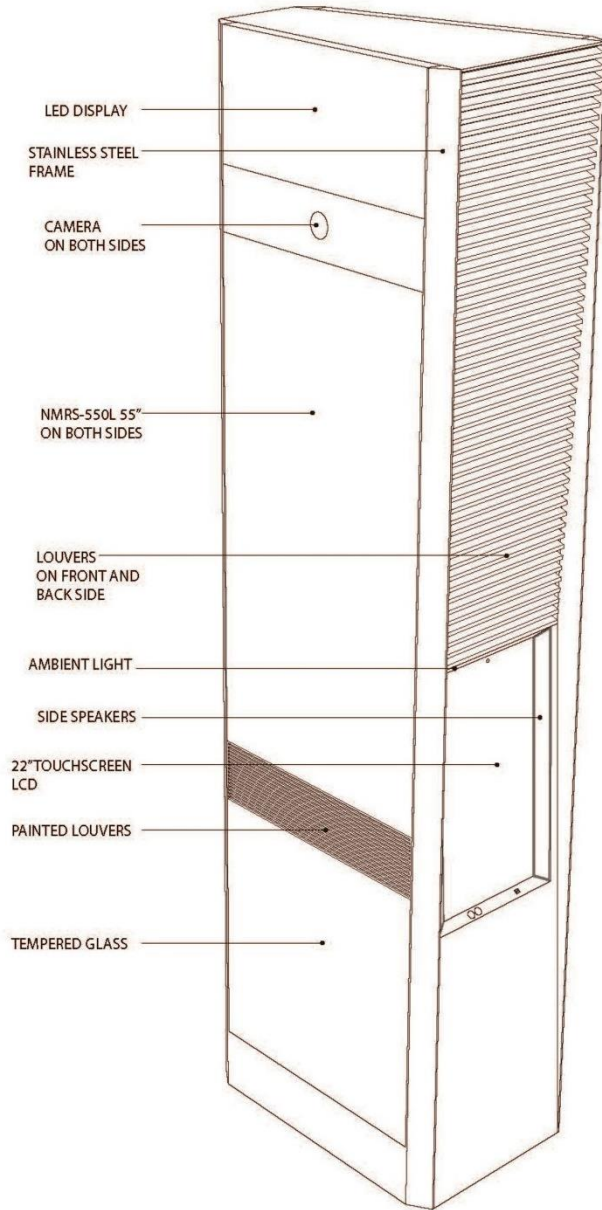 LED DISPLAY
STAINLESS STEEL
FRAME
CAMERA
ON BOTH SIDES
NMRS-550L 55"
ON BOTH SIDES
LOUVERS
ON FRONT AND
BACK SIDE
AMBIENT LIGHT
SIDE SPEAKERS
22"TOUCHSCREEN
LCD
PAINTED LOUVERS
TEMPERED GLASS